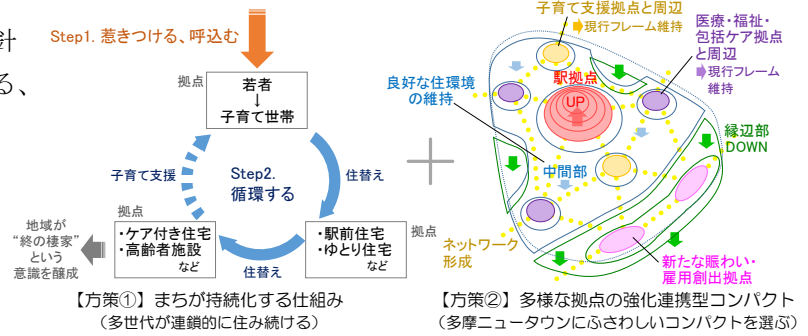 針
る、
Step1. 惹きつける、呼込む
拠点
若者
↓
子育て世帯
子育て支援
Step2.
循環する
住替え
拠点
・ケア付き住宅
・高齢者施設
など
住替え
・駅前住宅
・ゆとり住宅
など
拠点
地域が
“終の棲家”
という
意識を醸成
【方策①】まちが持続化する仕組み
（多世代が連鎖的に住み続ける）
子育て支援拠点と周辺
現行フレーム維持
医療・福祉・
包括ケア拠点
と周辺
現行フレーム
維持
良好な住環境
の維持
駅拠点
UP
縁辺部
DOWN
中間部
ネットワーク
形成
新たな賑わい・
雇用創出拠点
【方策②】多様な拠点の強化連携型コンパクト
（多摩ニュータウンにふさわしいコンパクトを選ぶ）